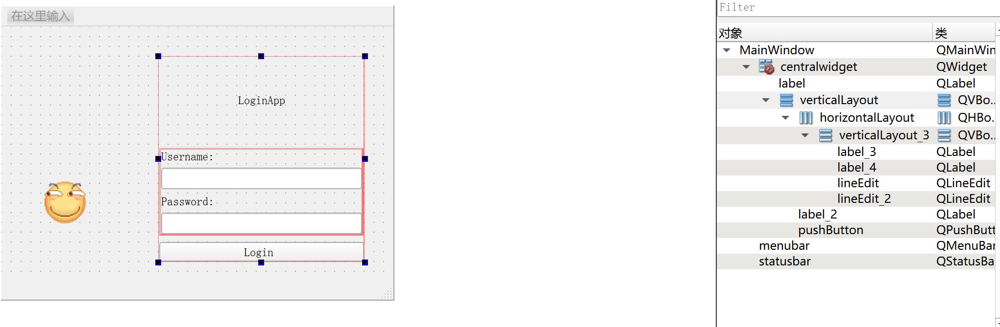 在这里输入
LoginApp
Username:
Password:
Login
Filter
对象 类
MainWindow QMainWin
centralwidget QWidget
label QLabel
verticalLayout QVBo..
horizontalLayout QHBo.
verticalLayout_3 QVBo..
label_3 QLabel
label_4 QLabel
lineEdit QLineEdit
lineEdit_2 QLineEdit
label_2 QLabel
pushButton QPushButt
menubar QMenuBar
statusbar QStatusBa